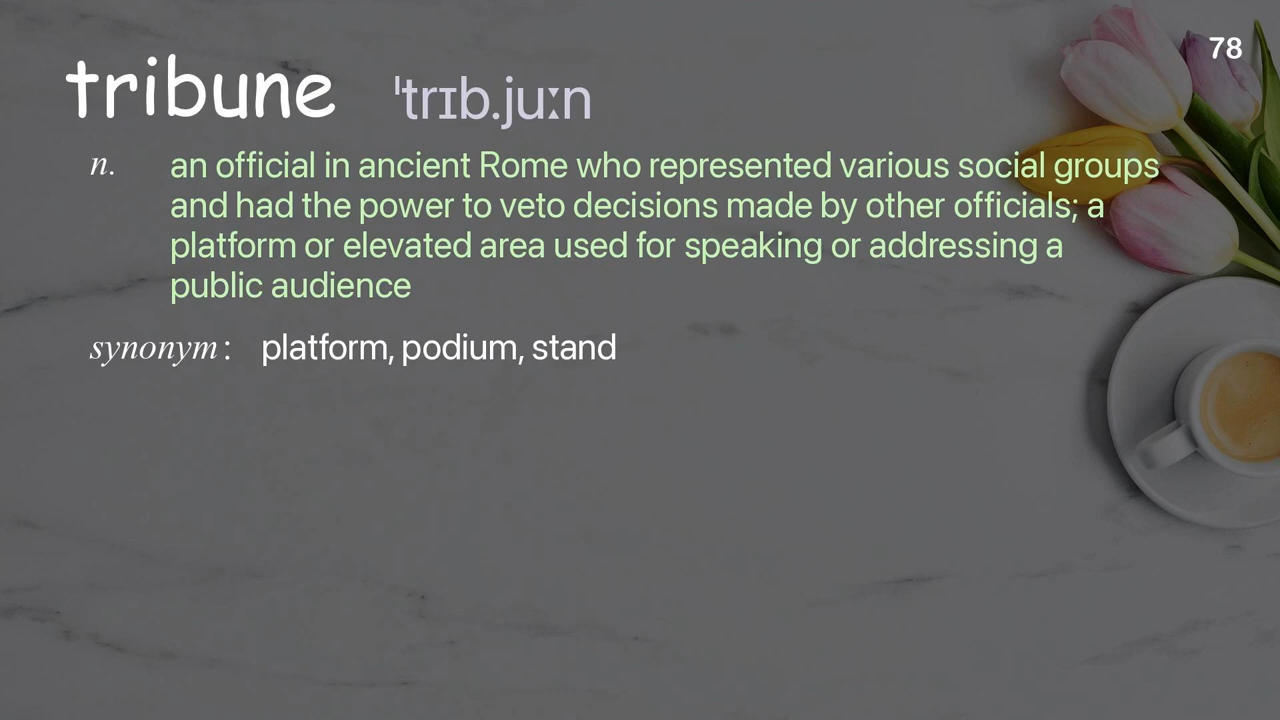 78
tribune ˈtrɪb.juːn
n. an official in ancient Rome who represented various social groups
and had the power to veto decisions made by other officials; a
platform or elevated area used for speaking or addressing a
public audience
synonym: platform, podium, stand